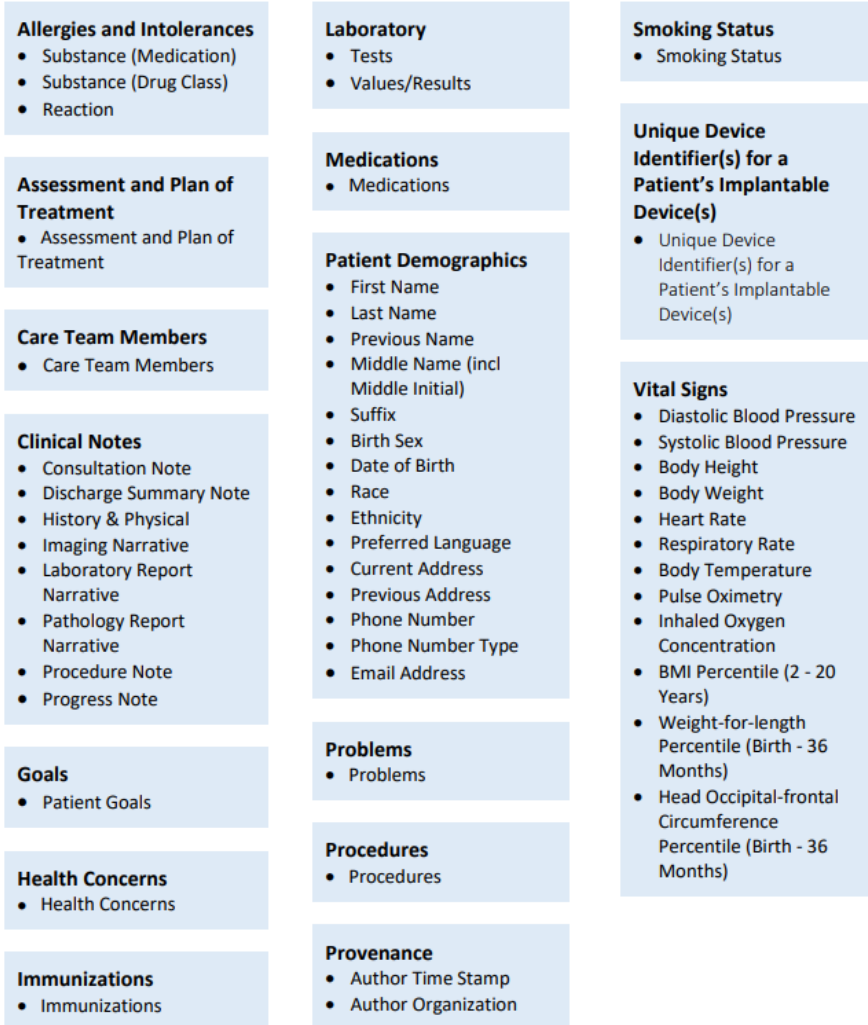 Allergies and Intolerances
• Substance (Medication)
• Substance (Drug Class)
• Reaction
Assessment and Plan of
Treatment
• Assessment and Plan of
Treatment
Care Team Members
• Care Team Members
Clinical Notes
• Consultation Note
• Discharge Summary Note
• History & Physical
• Imaging Narrative
• Laboratory Report
Narrative
• Pathology Report
Narrative
• Procedure Note
• Progress Note
Goals
• Patient Goals
Health Concerns
• Health Concerns
Immunizations
• Immunizations
Laboratory
• Tests
• Values/Results
Medications
• Medications
Patient Demographics
• First Name
• Last Name
• Previous Name
• Middle Name (incl
Middle Initial)
• Suffix
• Birth Sex
• Date of Birth
• Race
• Ethnicity
• Preferred Language
• Current Address
• Previous Address
• Phone Number
• Phone Number Type
• Email Address
Problems
• Problems
Procedures
• Procedures
Provenance
• Author Time Stamp
• Author Organization
Smoking Status
• Smoking Status
Unique Device
Identifier(s) for a
Patient’s Implantable
Device(s)
• Unique Device
Identifier(s) for a
Patient’s Implantable
Device(s)
Vital Signs
• Diastolic Blood Pressure
• Systolic Blood Pressure
• Body Height
• Body Weight
• Heart Rate
• Respiratory Rate
• Body Temperature
• Pulse Oximetry
• Inhaled Oxygen
Concentration
• BMI Percentile (2 - 20
Years)
• Weight-for-length
Percentile (Birth - 36
Months)
• Head Occipital-frontal
Circumference
Percentile (Birth - 36
Months)